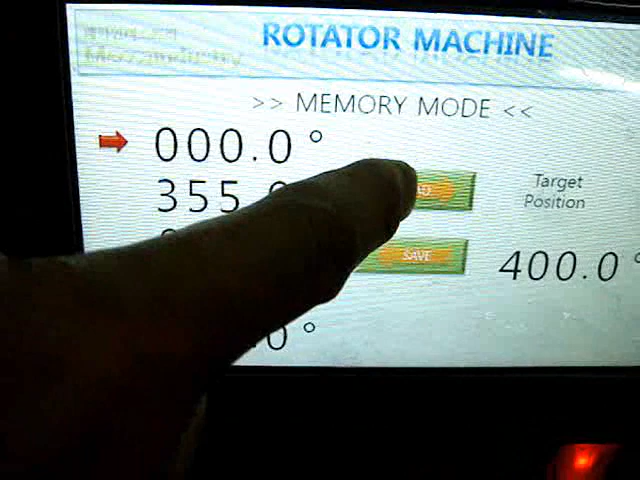 ROTATOR MACHINE
>> MEMORY MODE <<
000.0°
355.
Target
Position
SAVE
400.0°
0°